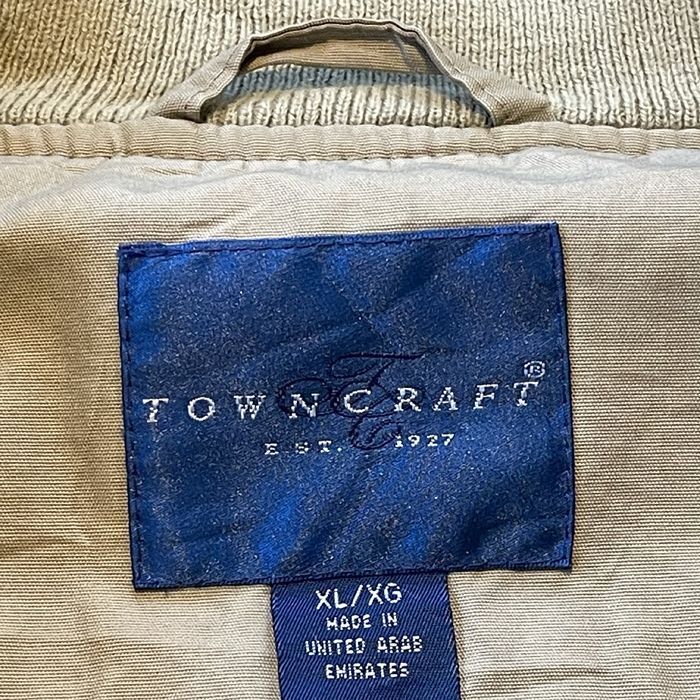 TOWNCRAFT®
EST. 1927
XL/XG
MADE IN
UNITED ARAB
EMIRATES